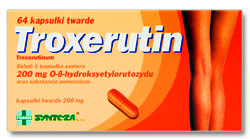 64 kapsułki twarde
Troxerutin
Troxerutinum
Skład: 1 kapsułka zawiera
200 mg O-β-hydroksyetylorutozydu
oraz substancje pomocnicze.
kapsułki twarde 200 mg
SYNTEZA